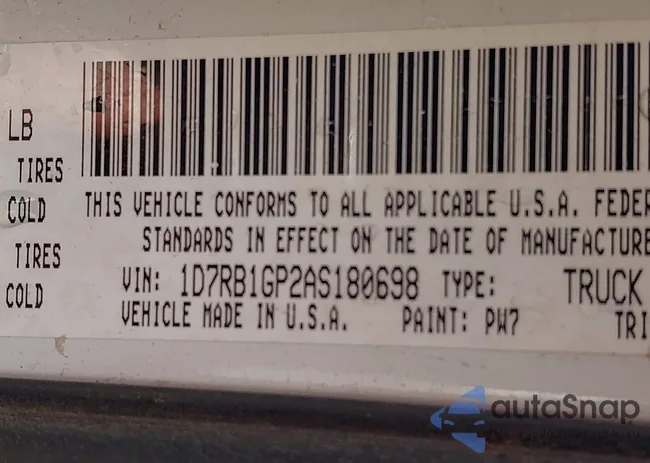 LB
TIRES
COLD
TIRES
COLD
THIS VEHICLE CONFORMS TO ALL APPLICABLE U.S.A. FEDER
STANDARDS IN EFFECT ON THE DATE OF MANUFACTURE
VIN: 1D7RB1GP2AS180698 TYPE: TRUCK
VEHICLE MADE IN U.S.A. PAINT: PW7 TRI
autaSnap